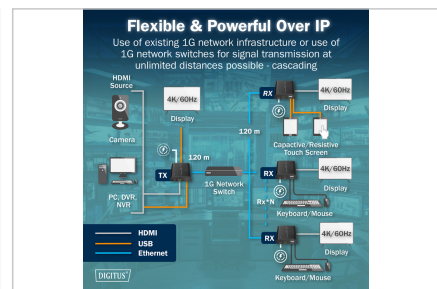 Flexible & Powerful Over IP
Use of existing 1G network infrastructure or use of
1G network switches for signal transmission at
unlimited distances possible - cascading
HDMI
Source
4K/60Hz
Display
Camera
120 m
TX
1G Network
Switch
PC, DVR,
NVR
120 m
RX
4K/60Hz
Display
Capactive/Resistive
Touch Screen
RX
4K/60Hz
Display
Rx*N
Keyboard/Mouse
RX
4K/60Hz
Display
Keyboard/Mouse
HDMI
USB
Ethernet
DIGITUS